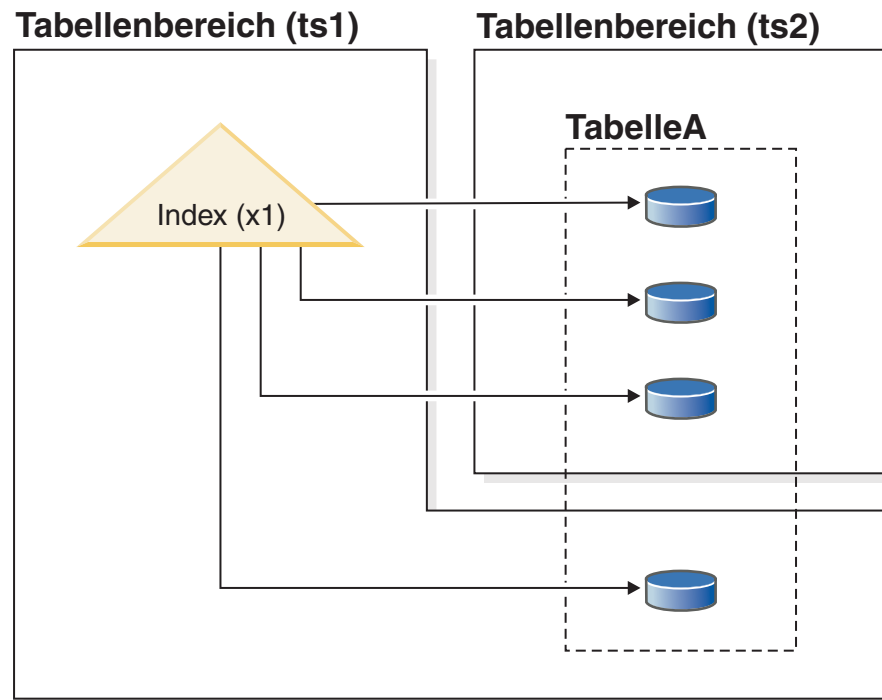 Tabellenbereich (ts1)
Tabellenbereich (ts2)
TabelleA
Index (x1)